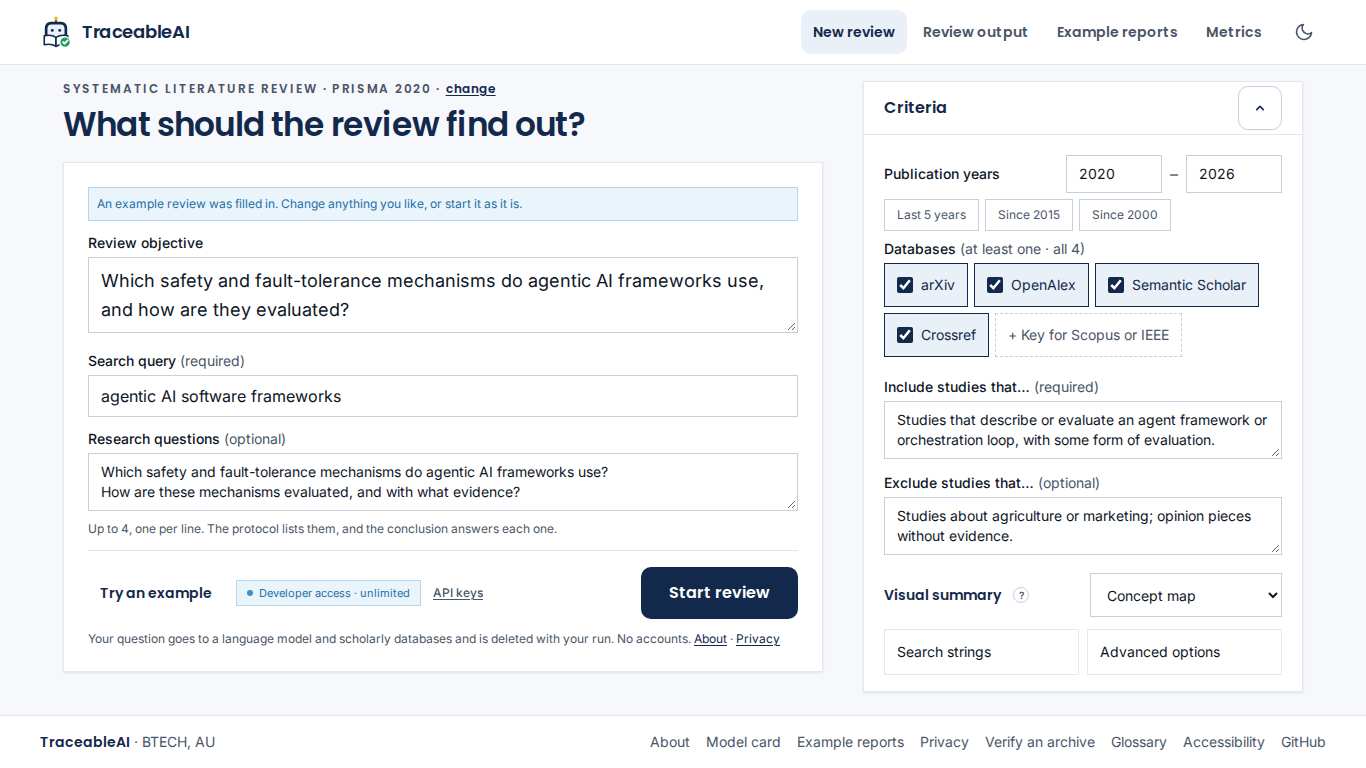 TraceableAI
New review
Review output
Example reports
Metrics
SYSTEMATIC LITERATURE REVIEW · PRISMA 2020 · change
What should the review find out?
An example review was filled in. Change anything you like, or start it as it is.
Review objective
Which safety and fault-tolerance mechanisms do agentic AI frameworks use,
and how are they evaluated?
Search query (required)
agentic AI software frameworks
Research questions (optional)
Which safety and fault-tolerance mechanisms do agentic AI frameworks use?
How are these mechanisms evaluated, and with what evidence?
Up to 4, one per line. The protocol lists them, and the conclusion answers each one.
Try an example
Developer access · unlimited
API keys
Start review
Your question goes to a language model and scholarly databases and is deleted with your run. No accounts. About · Privacy
Criteria
Publication years
2020 – 2026
Last 5 years
Since 2015
Since 2000
Databases (at least one · all 4)
arXiv
OpenAlex
Semantic Scholar
Crossref
+ Key for Scopus or IEEE
Include studies that... (required)
Studies that describe or evaluate an agent framework or
orchestration loop, with some form of evaluation.
Exclude studies that... (optional)
Studies about agriculture or marketing; opinion pieces
without evidence.
Visual summary ?
Concept map
Search strings
Advanced options
TraceableAI · BTECH, AU
About
Model card
Example reports
Privacy
Verify an archive
Glossary
Accessibility
GitHub